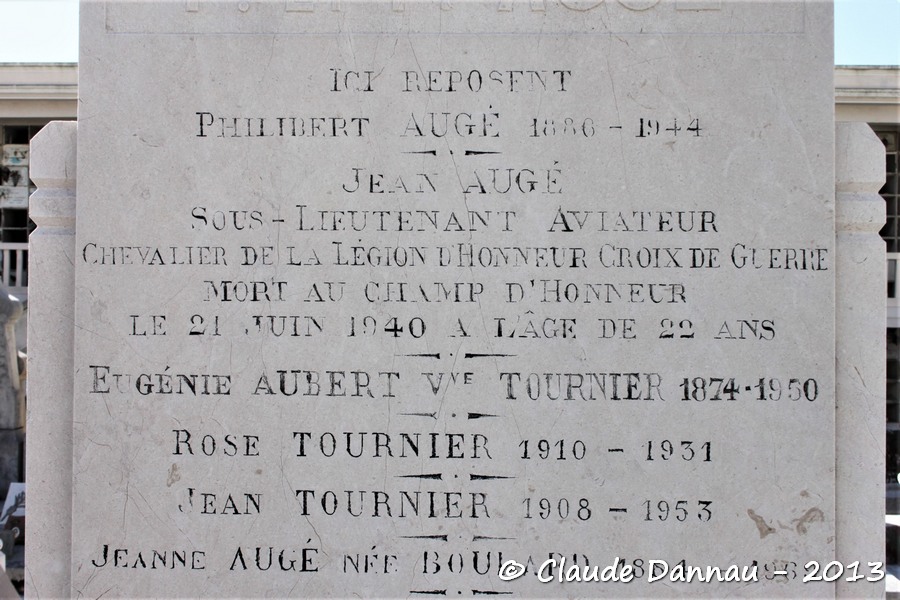 ICI REPOSENT
PHILIBERT AUGÉ 1886 - 1944
JEAN AUGÉ
SOUS-LIEUTENANT AVIATEUR
CHEVALIER DE LA LÉGION D'HONNEUR CROIX DE GUERRE
MORT AU CHAMP D'HONNEUR
LE 21 JUIN 1940 A L'ÂGE DE 22 ANS
EUGÉNIE AUBERT VVE TOURNIER 1874-1950
ROSE TOURNIER 1910 - 1931
JEAN TOURNIER 1908 - 1953
JEANNE AUGÉ NÉE
© Claude Dannau - 2013